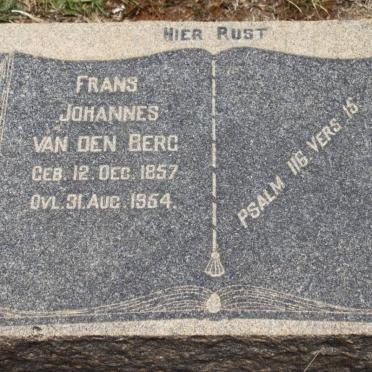 HIER RUST
FRANS
JOHANNES
VAN DEN BERG
GEB. 12. DEC. 1857
OVL. 31. AUG. 1954.
PSALM 116. VERS. 15.